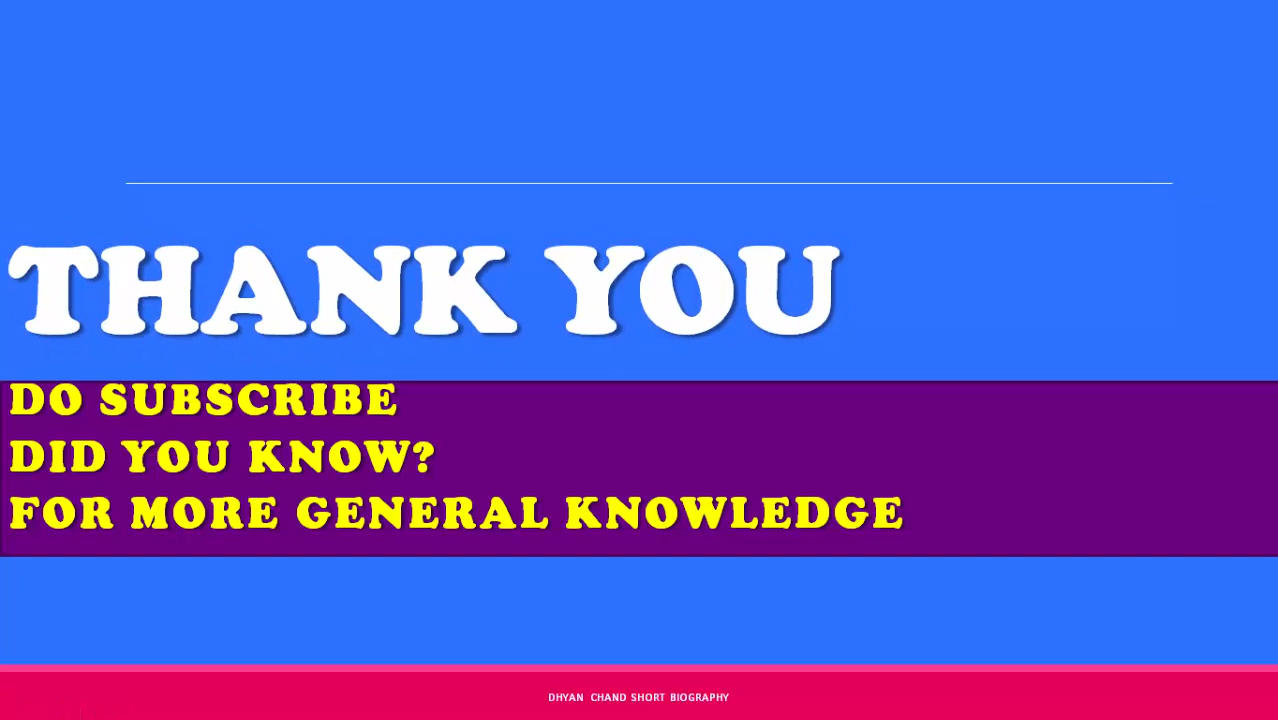 THANK YOU
DO SUBSCRIBE
DID YOU KNOW?
FOR MORE GENERAL KNOWLEDGE
DHYAN CHAND SHORT BIOGRAPHY